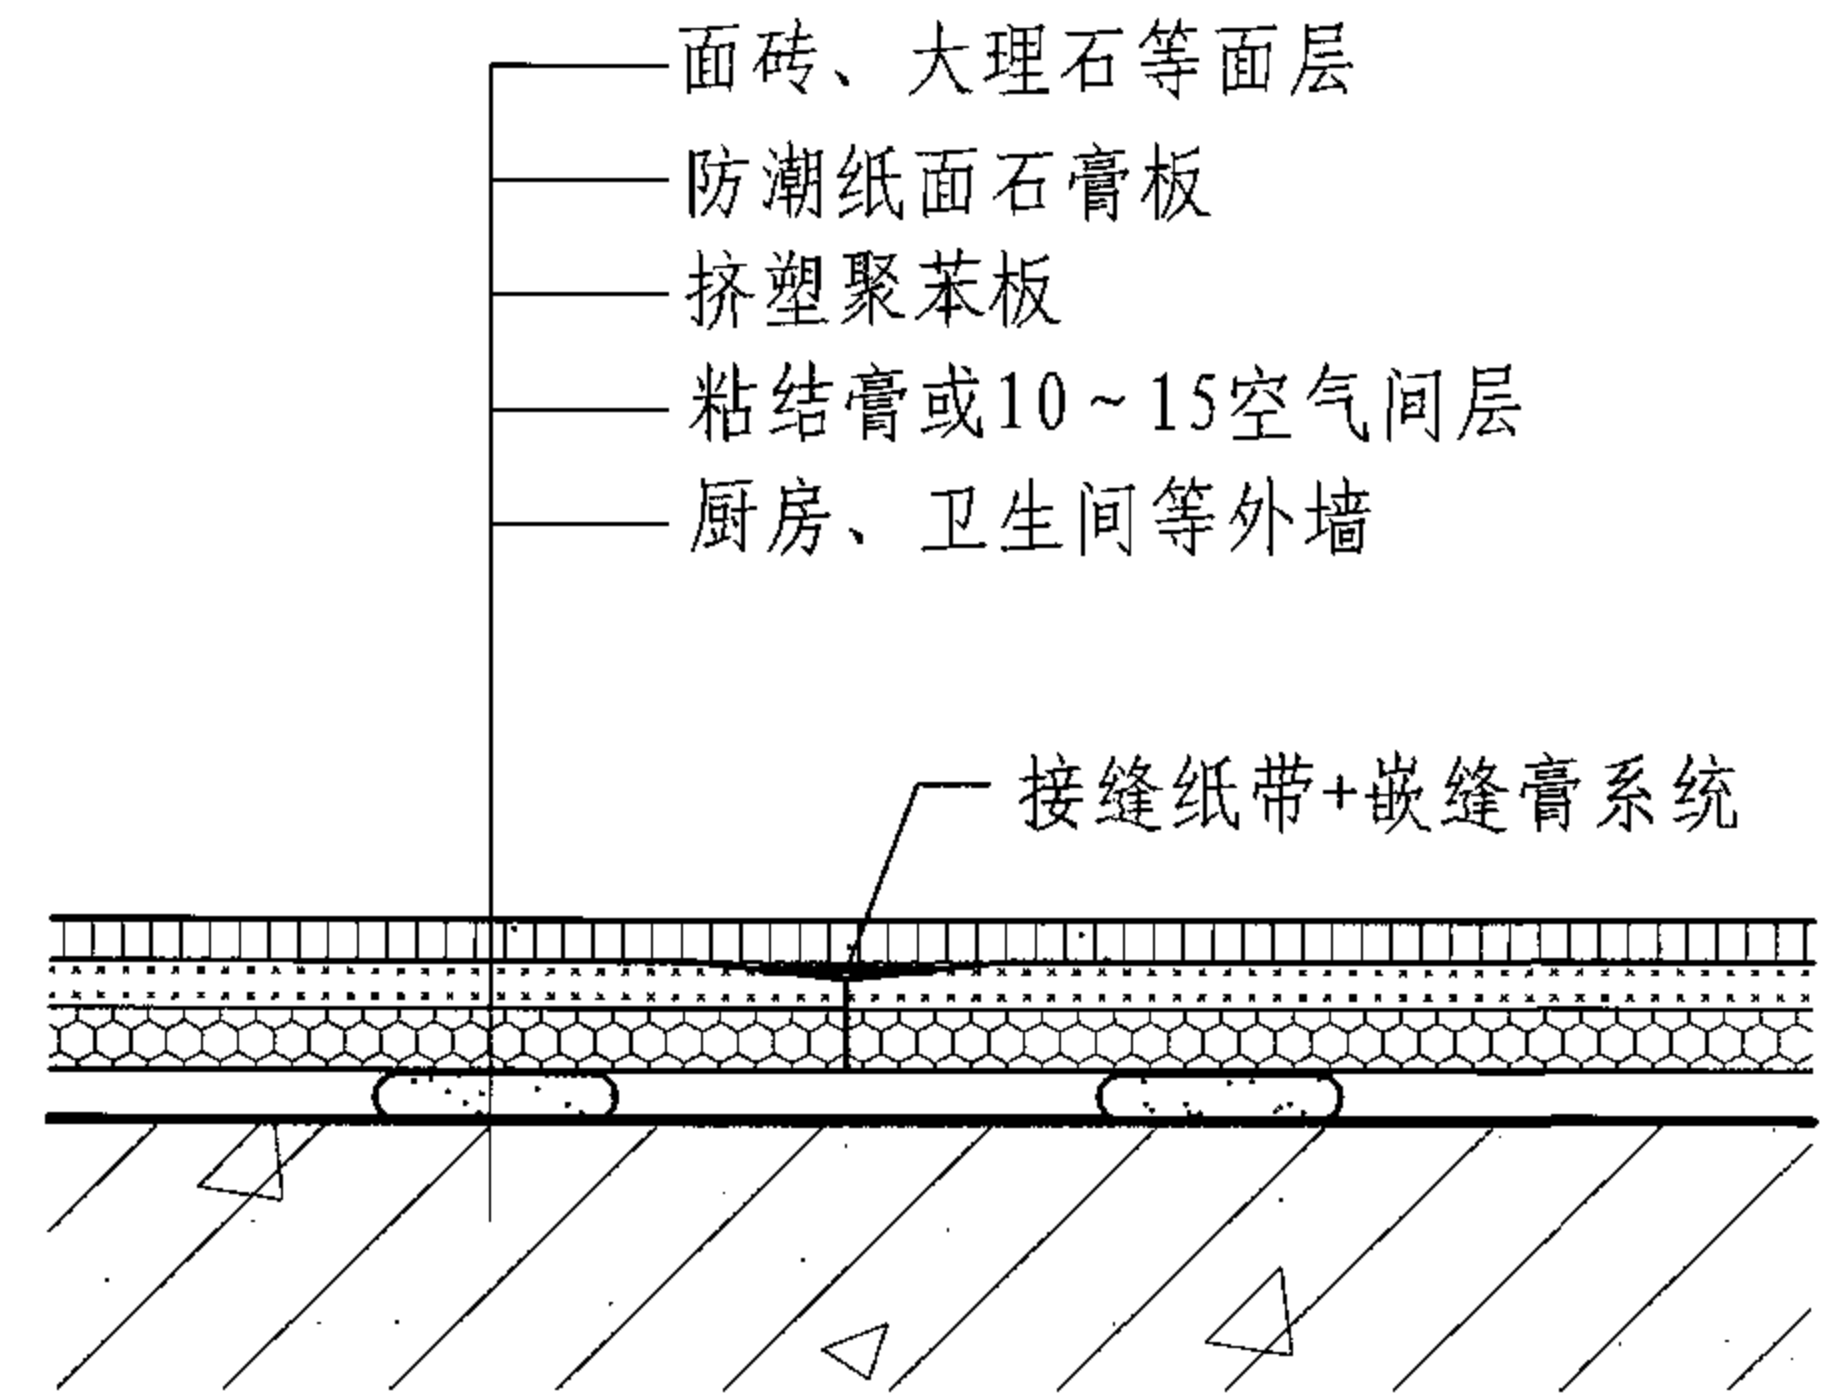 面砖、大理石等面层
防潮纸面石膏板
挤塑聚苯板
粘结膏或10~15空气间层
厨房、卫生间等外墙
接缝纸带+嵌缝膏系统